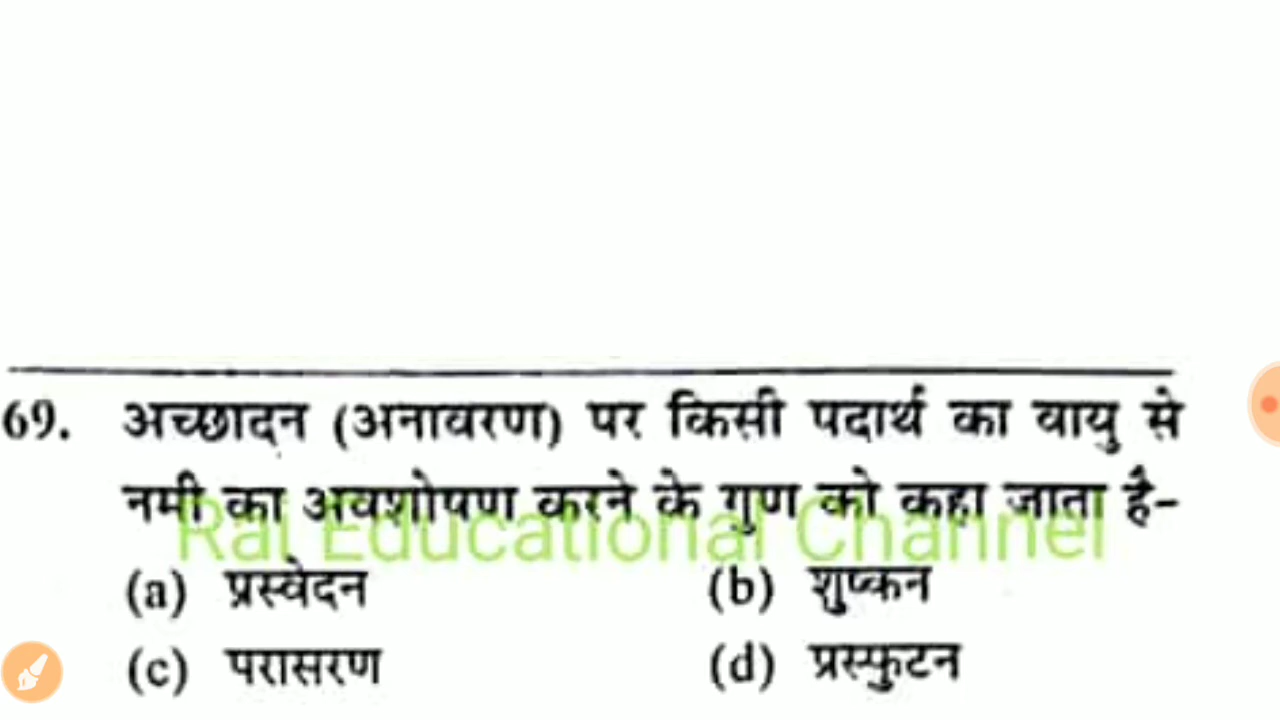 69. अच्छादन (अनावरण) पर किसी पदार्थ का वायु से
नमी का अवशोषण करने के गुण को कहा जाता है-
Rai Educational Channel
(a) प्रस्वेदन (b) शुष्कन
(c) परासरण (d) प्रस्फुटन